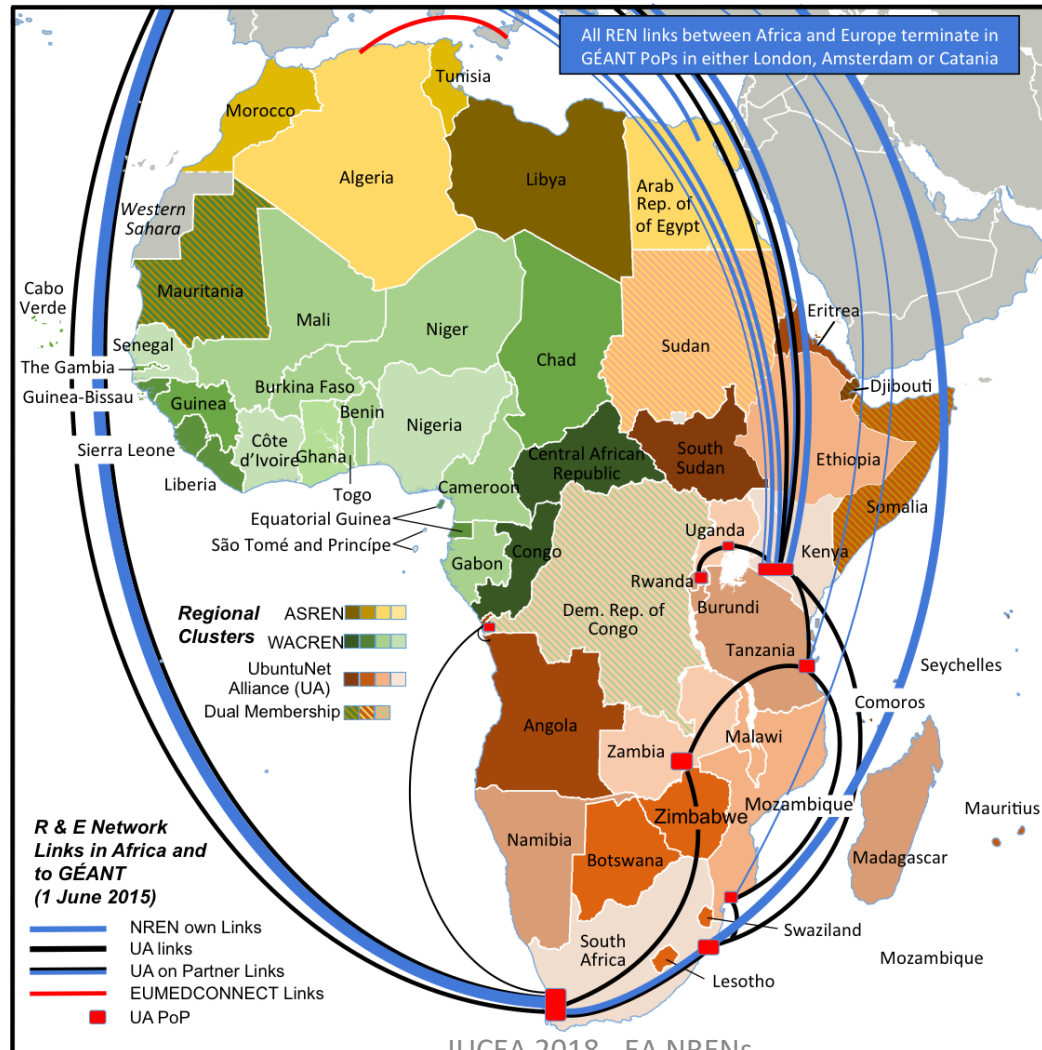 All REN links between Africa and Europe terminate in
GÉANT PoPs in either London, Amsterdam or Catania
Tunisia
Morocco
Algeria
Libya
Arab
Rep. of
of Egypt
Western
Sahara
Mauritania
Cabo
Verde
Mali
Niger
Chad
Sudan
Eritrea
Senegal
The Gambia
Guinea-Bissau
Djibouti
Burkina Faso
Guinea
Benin
Nigeria
Côte
d'Ivoire
Ghana
Sierra Leone
Liberia
Togo
Central African
Republic
South
Sudan
Ethiopia
Somalia
Cameroon
Equatorial Guinea
São Tomé and Princípe
Gabon
Congo
Uganda
Kenya
Rwanda
Burundi
Dem. Rep. of
Congo
Tanzania
Seychelles
Comoros
Regional
Clusters
ASREN
WACREN
UbuntuNet
Alliance (UA)
Dual Membership
Angola
Zambia
Malawi
Mozambique
Zimbabwe
Mauritius
Madagascar
Namibia
Botswana
R & E Network
Links in Africa and
to GÉANT
(1 June 2015)
NREN own Links
UA links
UA on Partner Links
EUMEDCONNECT Links
UA PoP
South
Africa
Swaziland
Lesotho
Mozambique
IUCEA 2018 - EA NRENs